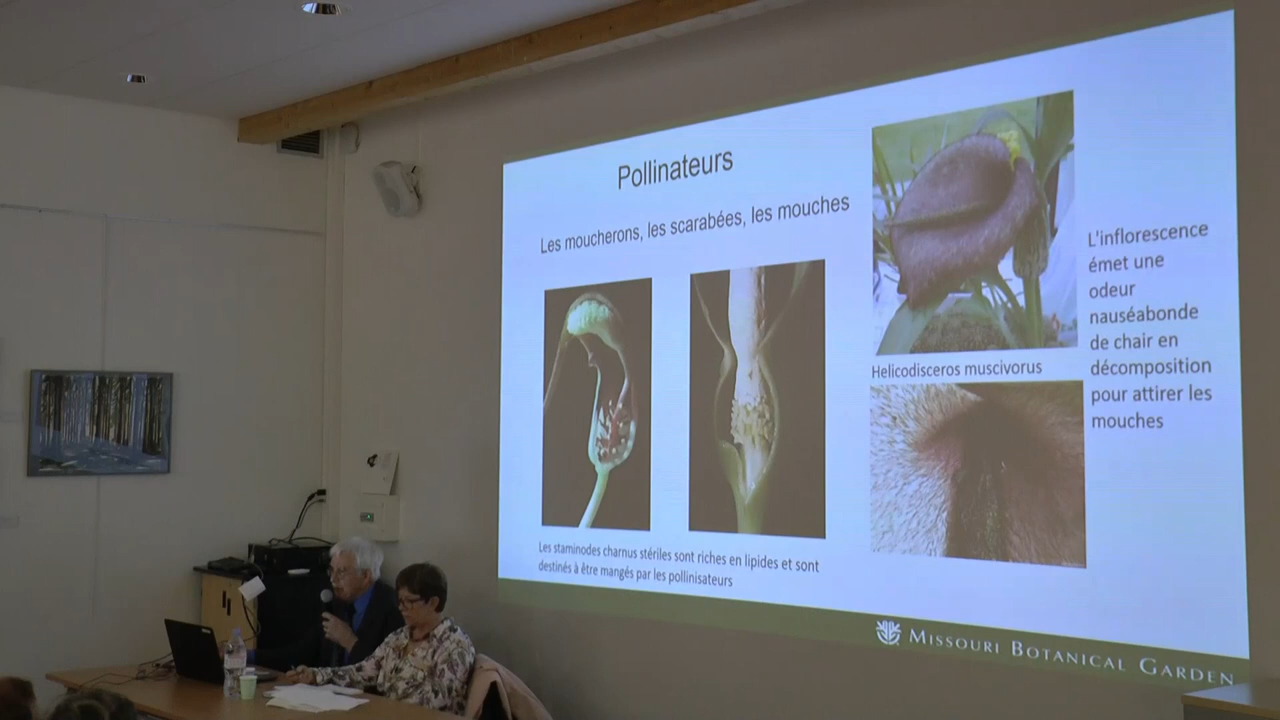 Pollinateurs
Les moucherons, les scarabées, les mouches
Helicodisceros muscivorus
L'inflorescence
émet une
odeur
nauséabonde
de chair en
décomposition
pour attirer les
mouches
Les staminodes charnus stériles sont riches en lipides et sont
destinés à être mangés par les pollinisateurs
MISSOURI BOTANICAL GARDEN